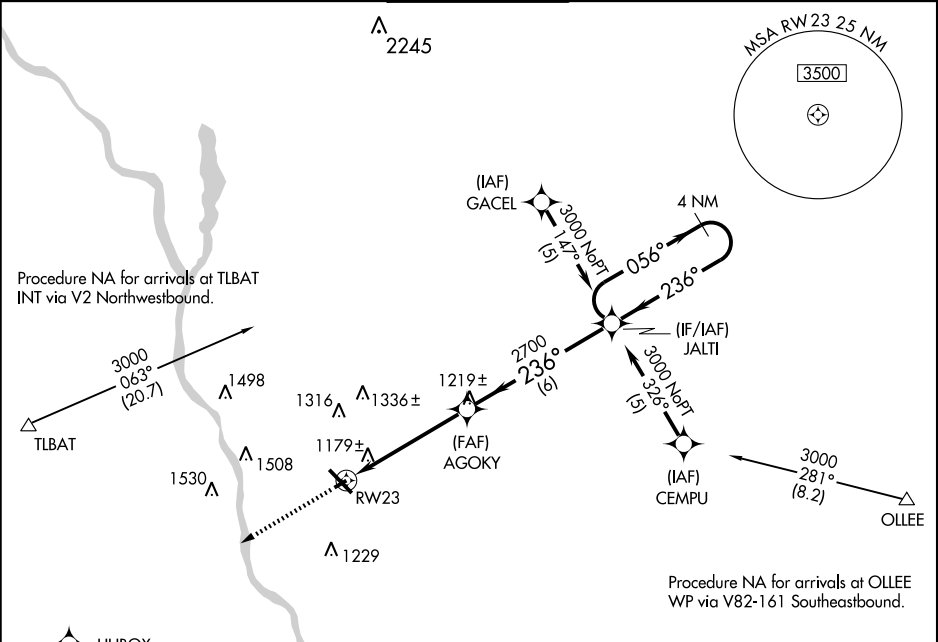 2245
MSA RW23 25 NM
3500
(IAF)
GACEL
3000 NoPT
147°
(5)
4 NM
056°
236°
Procedure NA for arrivals at TLBAT
INT via V2 Northwestbound.
(IF/IAF)
JALTI
3000
063°
(20.7)
2700
236°
(6)
3000 NoPT
326°
(5)
1498
1316
1336±
1219±
TLBAT
(FAF)
AGOKY
1179±
1508
1530
RW23
(IAF)
CEMPU
3000
281°
(8.2)
OLLEE
1229
Procedure NA for arrivals at OLLEE
WP via V82-161 Southeastbound.